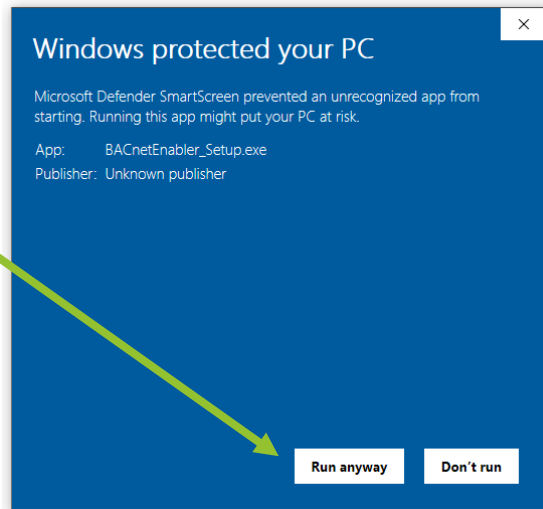 Windows protected your PC
Microsoft Defender SmartScreen prevented an unrecognized app from
starting. Running this app might put your PC at risk.
App: BACnetEnabler_Setup.exe
Publisher: Unknown publisher
Run anyway Don't run